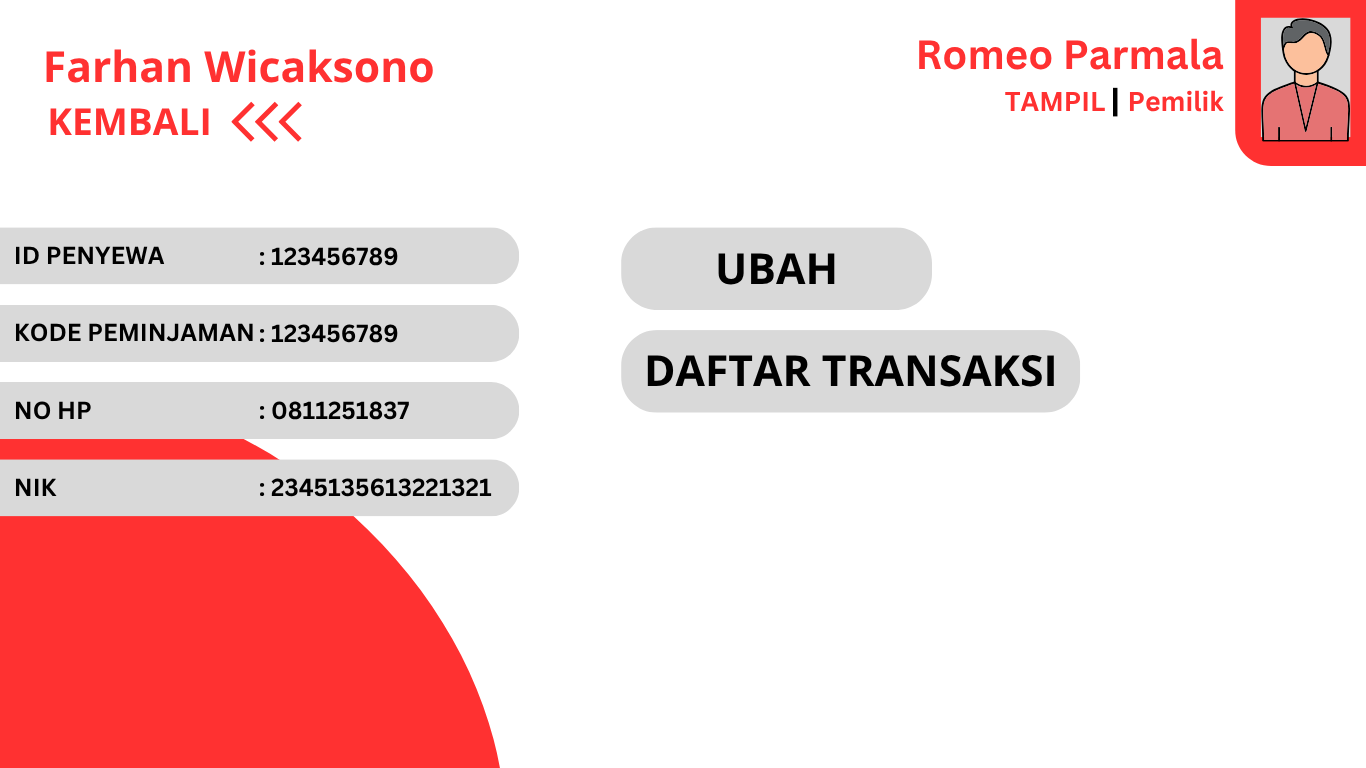 Farhan Wicaksono
KEMBALI
Romeo Parmala
TAMPIL | Pemilik
ID PENYEWA : 123456789
KODE PEMINJAMAN : 123456789
NO HP : 0811251837
NIK : 2345135613221321
UBAH
DAFTAR TRANSAKSI